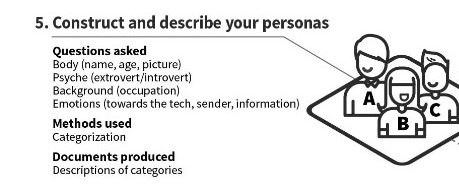 5. Construct and describe your personas
Questions asked
Body (name, age, picture)
Psyche (extrovert/introvert)
Background (occupation)
Emotions (towards the tech, sender, information)
Methods used
Categorization
Documents produced
Descriptions of categories
A
B
C